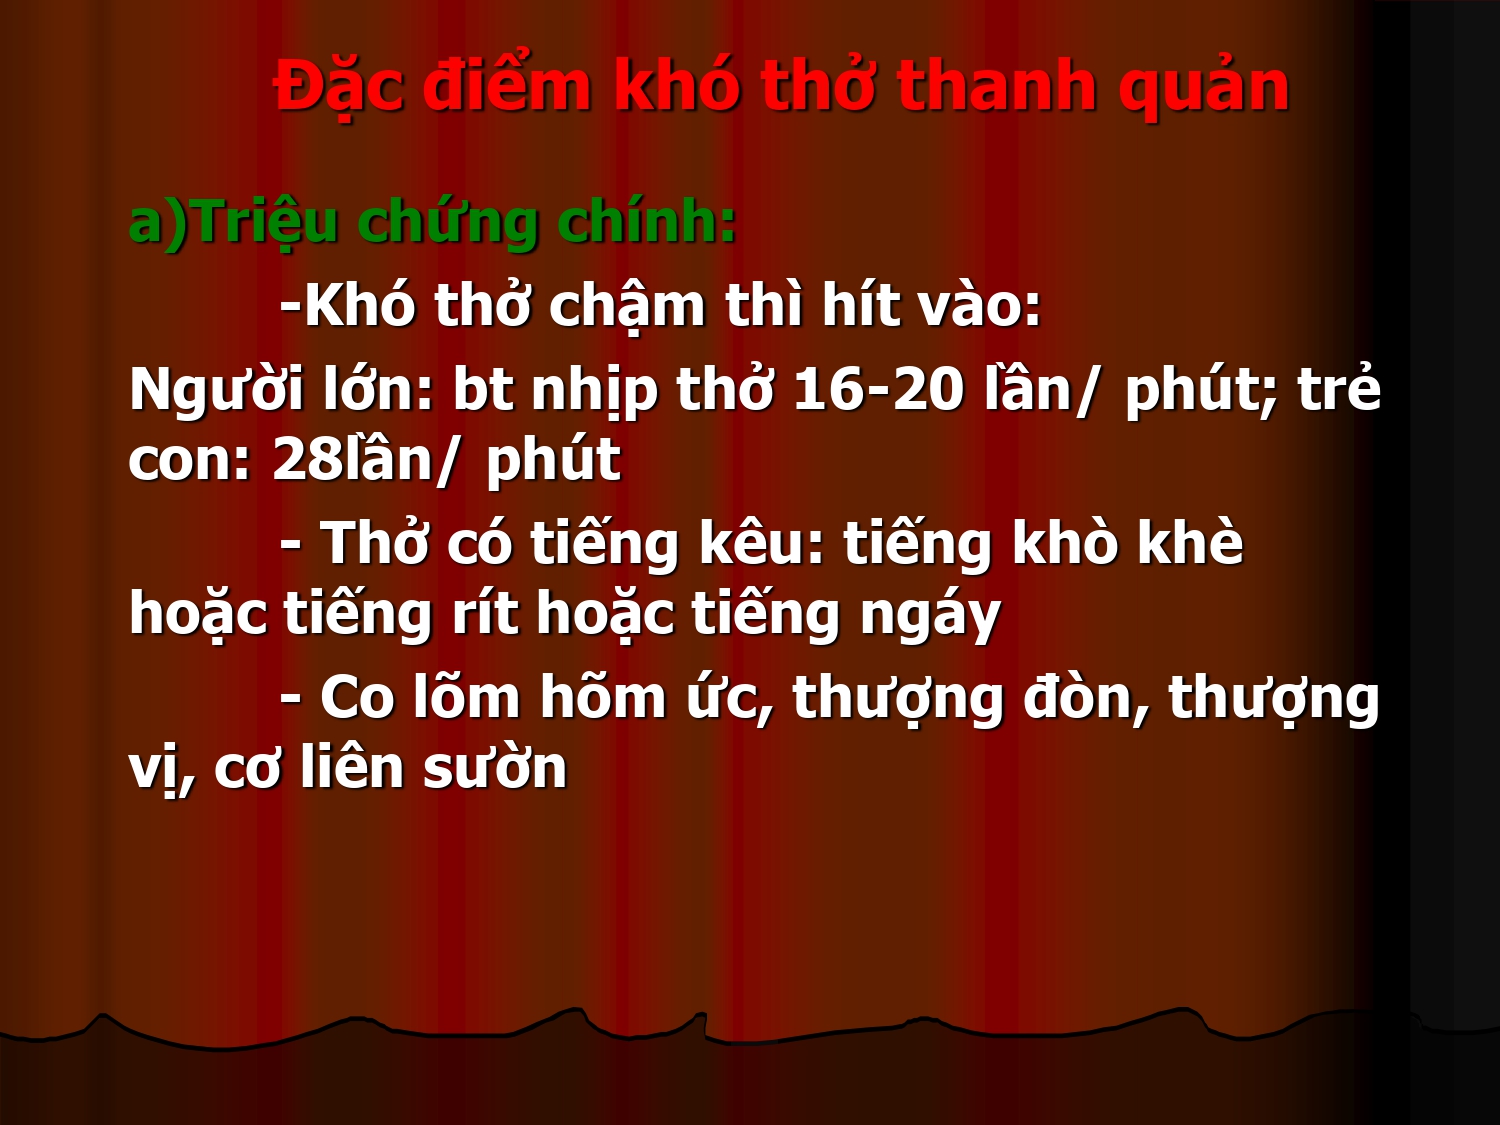 Đặc điểm khó thở thanh quản
a)Triệu chứng chính:
-Khó thở chậm thì hít vào:
Người lớn: bt nhịp thở 16-20 lần/ phút; trẻ
con: 28lần/ phút
- Thở có tiếng kêu: tiếng khò khè
hoặc tiếng rít hoặc tiếng ngáy
- Co lõm hõm ức, thượng đòn, thượng
vị, cơ liên sườn